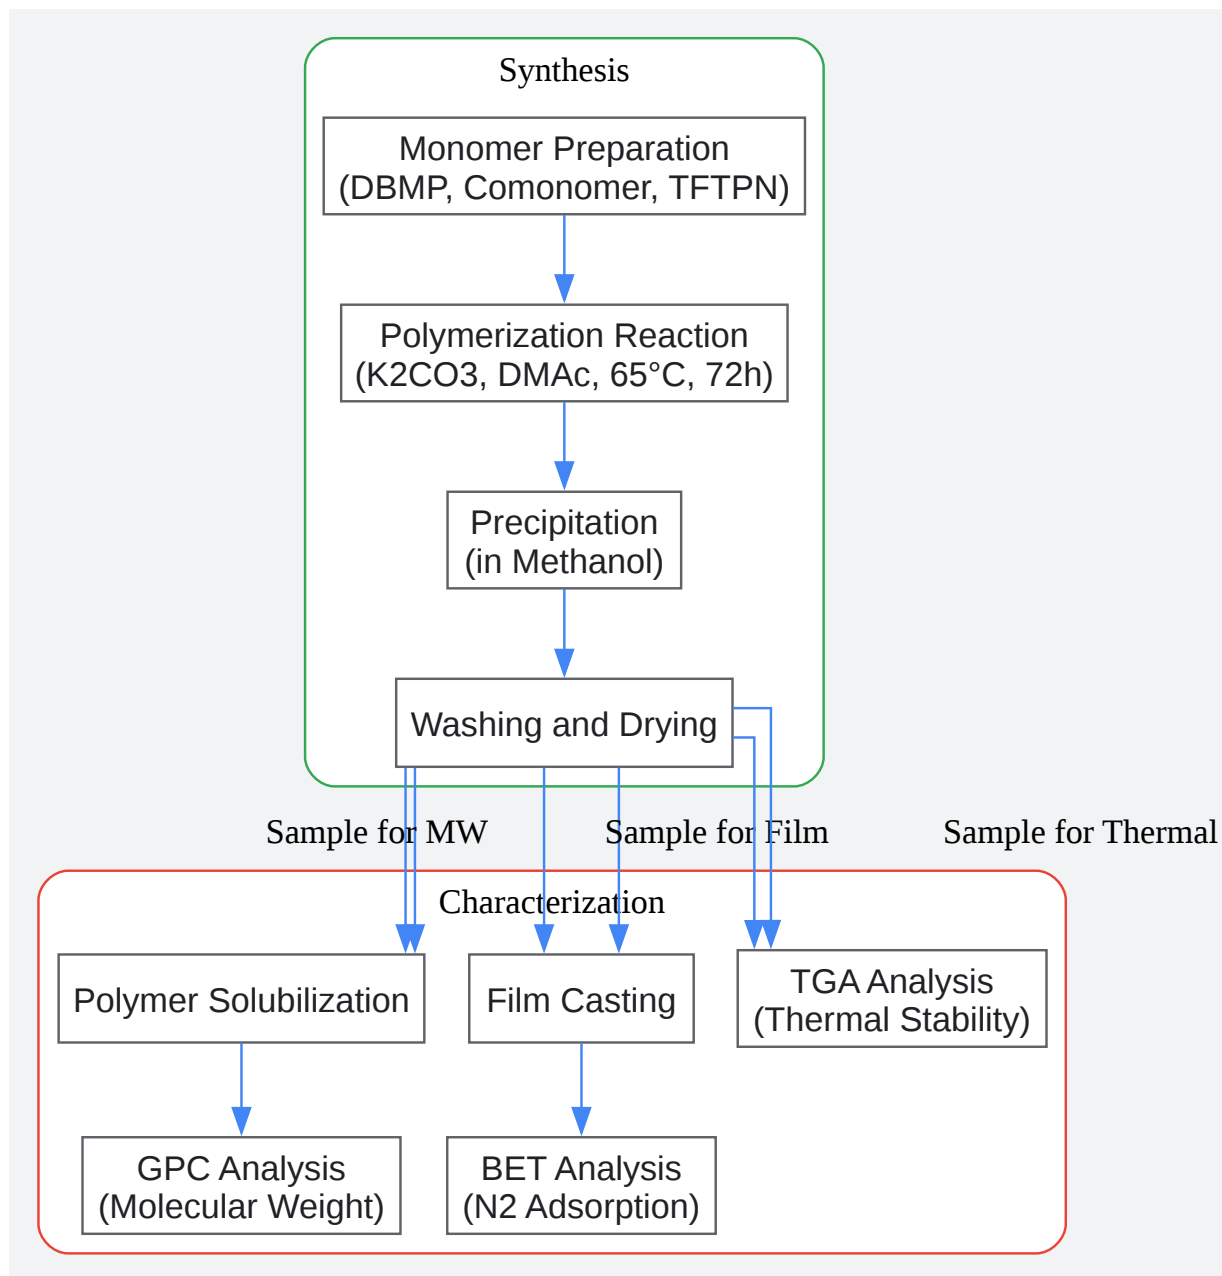 Synthesis
Monomer Preparation
(DBMP, Comonomer, TFTPN)
Polymerization Reaction
(K2CO3, DMAc, 65°C, 72h)
Precipitation
(in Methanol)
Washing and Drying
Sample for MW
Sample for Film
Sample for Thermal
Characterization
Polymer Solubilization
Film Casting
TGA Analysis
(Thermal Stability)
GPC Analysis
(Molecular Weight)
BET Analysis
(N2 Adsorption)